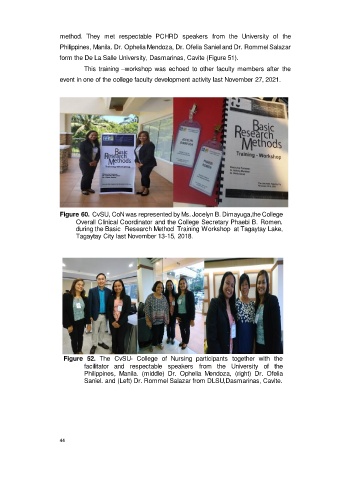 method. They met respectable PCHRD speakers from the University of the
Philippines, Manila, Dr. Ophelia Mendoza, Dr. Ofelia Saniel and Dr. Rommel Salazar
form the De La Salle University, Dasmarinas, Cavite (Figure 51).
This training –workshop was echoed to other faculty members after the
event in one of the college faculty development activity last November 27, 2021.
Basic
Research
Methods
Training - Workshop
Basic
Research
Methods
Training - Workshop
Figure 60. CvSU, CoN was represented by Ms. Jocelyn B. Dimayuga,the College
Overall Clinical Coordinator and the College Secretary Phaebi B. Romen,
during the Basic Research Method Training Workshop at Tagaytay Lake,
Tagaytay City last November 13-15, 2018.
Figure 52. The CvSU- College of Nursing participants together with the
facilitator and respectable speakers from the University of the
Philippines, Manila. (middle) Dr. Ophelia Mendoza, (right) Dr. Ofelia
Saniel. and (Left) Dr. Rommel Salazar from DLSU,Dasmarinas, Cavite.
44